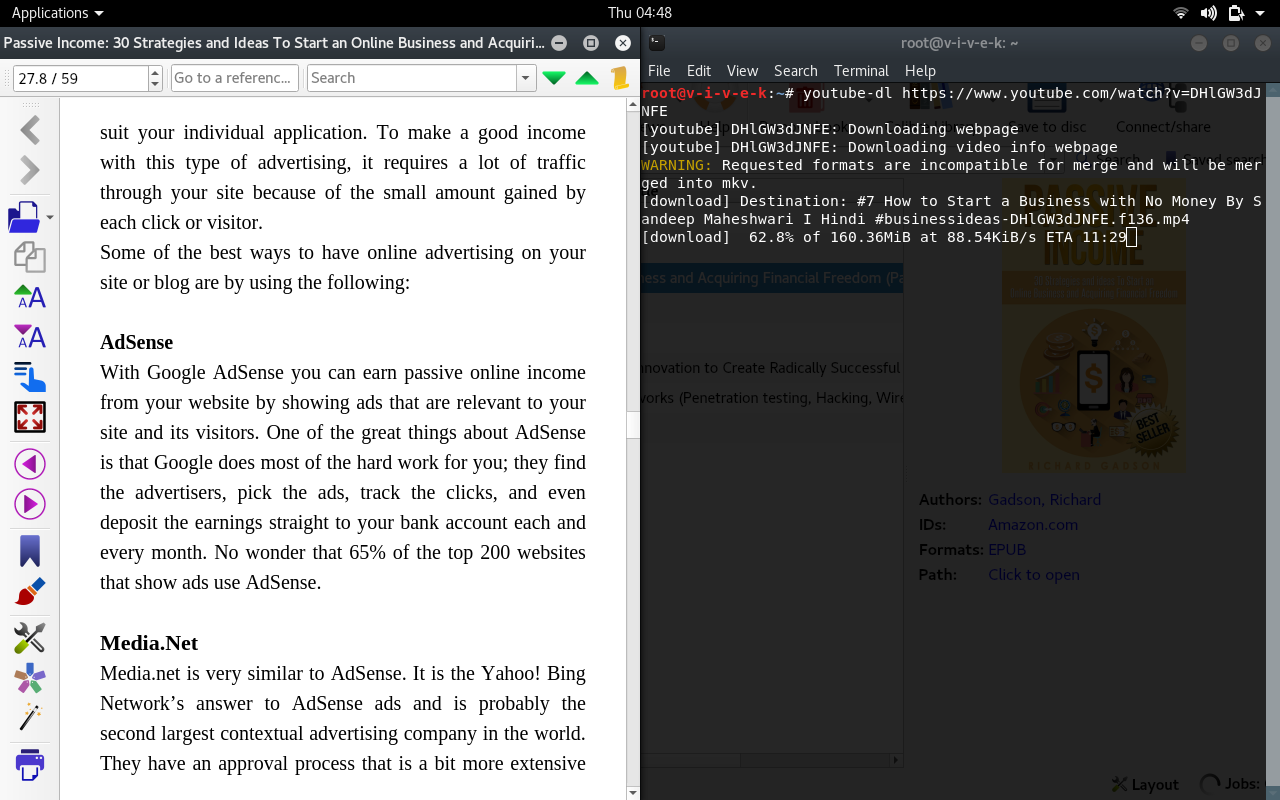 Applications
Thu 04:48
Passive Income: 30 Strategies and Ideas To Start an Online Business and Acquiri...
27.8 / 59
Go to a referenc...
Search
suit your individual application. To make a good income
with this type of advertising, it requires a lot of traffic
through your site because of the small amount gained by
each click or visitor.
Some of the best ways to have online advertising on your
site or blog are by using the following:
AdSense
With Google AdSense you can earn passive online income
from your website by showing ads that are relevant to your
site and its visitors. One of the great things about AdSense
is that Google does most of the hard work for you; they find
the advertisers, pick the ads, track the clicks, and even
deposit the earnings straight to your bank account each and
every month. No wonder that 65% of the top 200 websites
that show ads use AdSense.
Media.Net
Media.net is very similar to AdSense. It is the Yahoo! Bing
Network’s answer to AdSense ads and is probably the
second largest contextual advertising company in the world.
They have an approval process that is a bit more extensive
root@v-i-v-e-k: ~
File Edit View Search Terminal Help
root@v-i-v-e-k:~# youtube-dl https://www.youtube.com/watch?v=DHlGW3dJ
NFE
[youtube] DHlGW3dJNFE: Downloading webpage
[youtube] DHlGW3dJNFE: Downloading video info webpage
WARNING: Requested formats are incompatible for merge and will be mer
ged into mkv.
[download] Destination: #7 How to Start a Business with No Money By S
andeep Maheshwari I Hindi #businessideas-DHlGW3dJNFE.f136.mp4
[download]  62.8% of 160.36MiB at 88.54KiB/s ETA 11:29
Save to disc
Connect/share
Search
Saved search
ess and Acquiring Financial Freedom (Pa
nnovation to Create Radically Successful
works (Penetration testing, Hacking, Wire
PASSIVE
INCOME
BEST
SELLER
RICHARD GADSON
Authors: Gadson, Richard
IDs: Amazon.com
Formats: EPUB
Path: Click to open
Layout
Jobs: